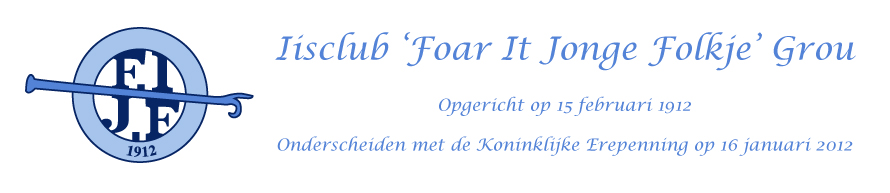 F.I
J.F
1912
Iisclub ‘Foar It Jonge Folkje’ Grou
Opgericht op 15 februari 1912
Onderscheiden met de Koninklijke Erepenning op 16 januari 2012